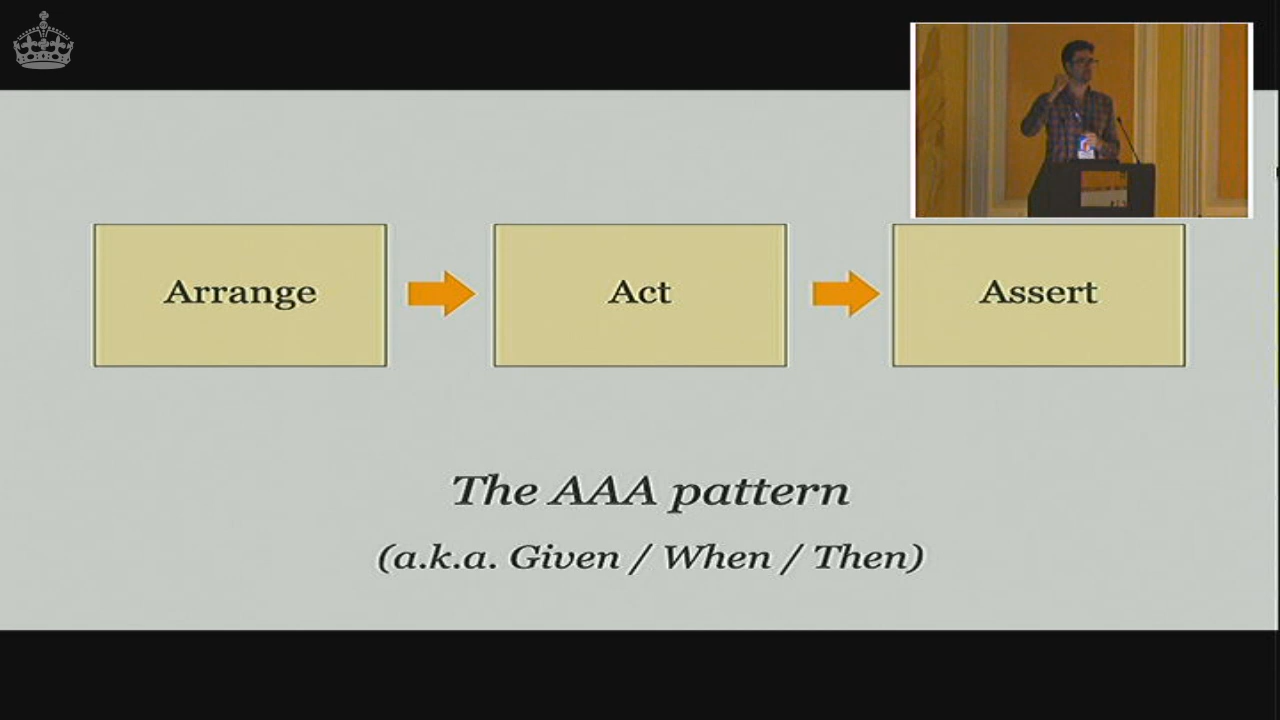 Arrange
Act
Assert
The AAA pattern
(a.k.a. Given / When / Then)